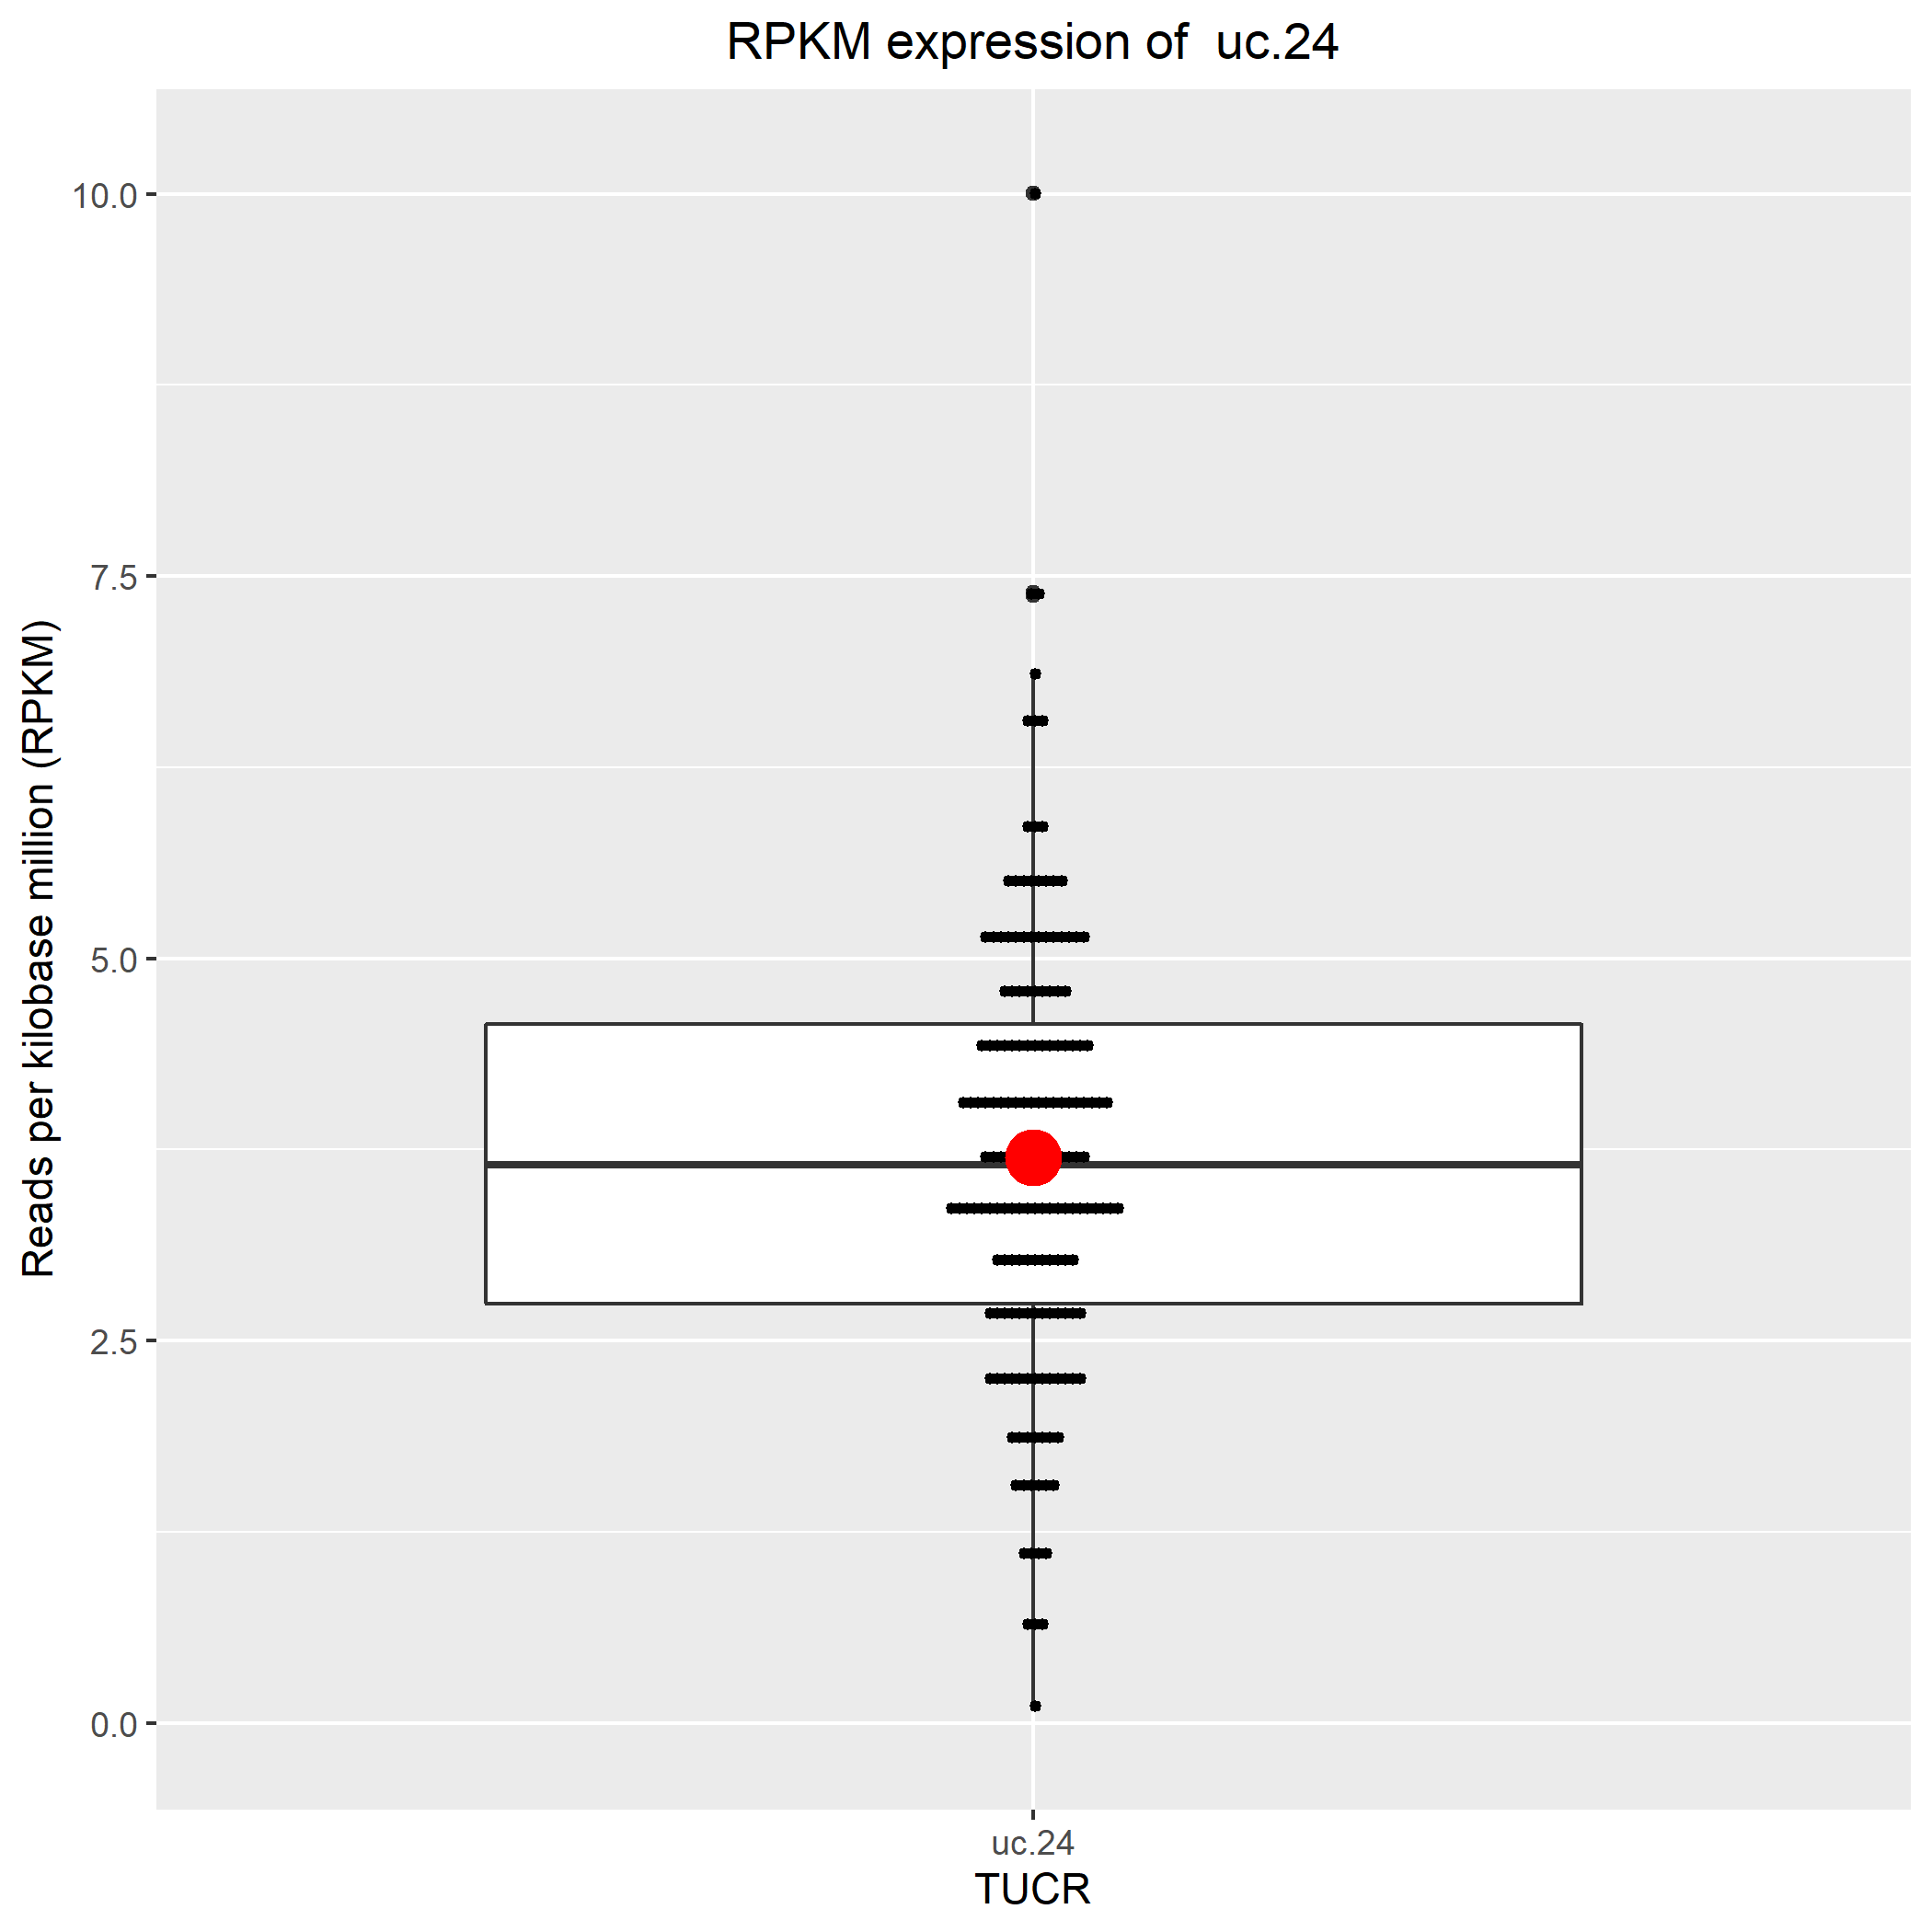 RPKM expression of  uc.24
Reads per kilobase million (RPKM)
10.0
7.5
5.0
2.5
0.0
uc.24
TUCR